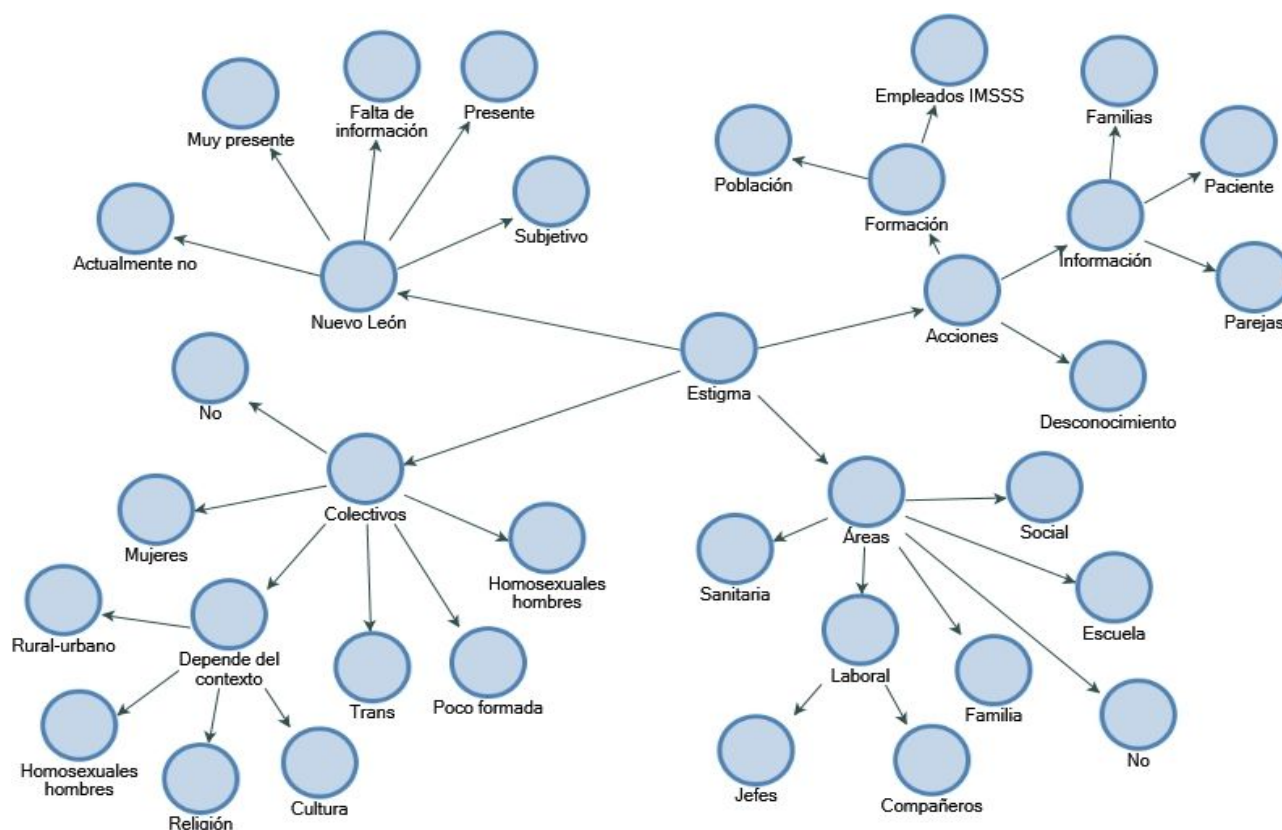 Empleados IMSSS
Familias
Falta de
información
Presente
Muy presente
Población
Paciente
Formación
Subjetivo
Actualmente no
Información
Nuevo León
Acciones
Parejas
Estigma
No
Desconocimiento
Colectivos
Áreas
Social
Mujeres
Homosexuales
hombres
Sanitaria
Escuela
Rural-urbano
Depende del
contexto
Laboral
Trans
Poco formada
Familia
No
Homosexuales
hombres
Religión
Cultura
Jefes
Compañeros